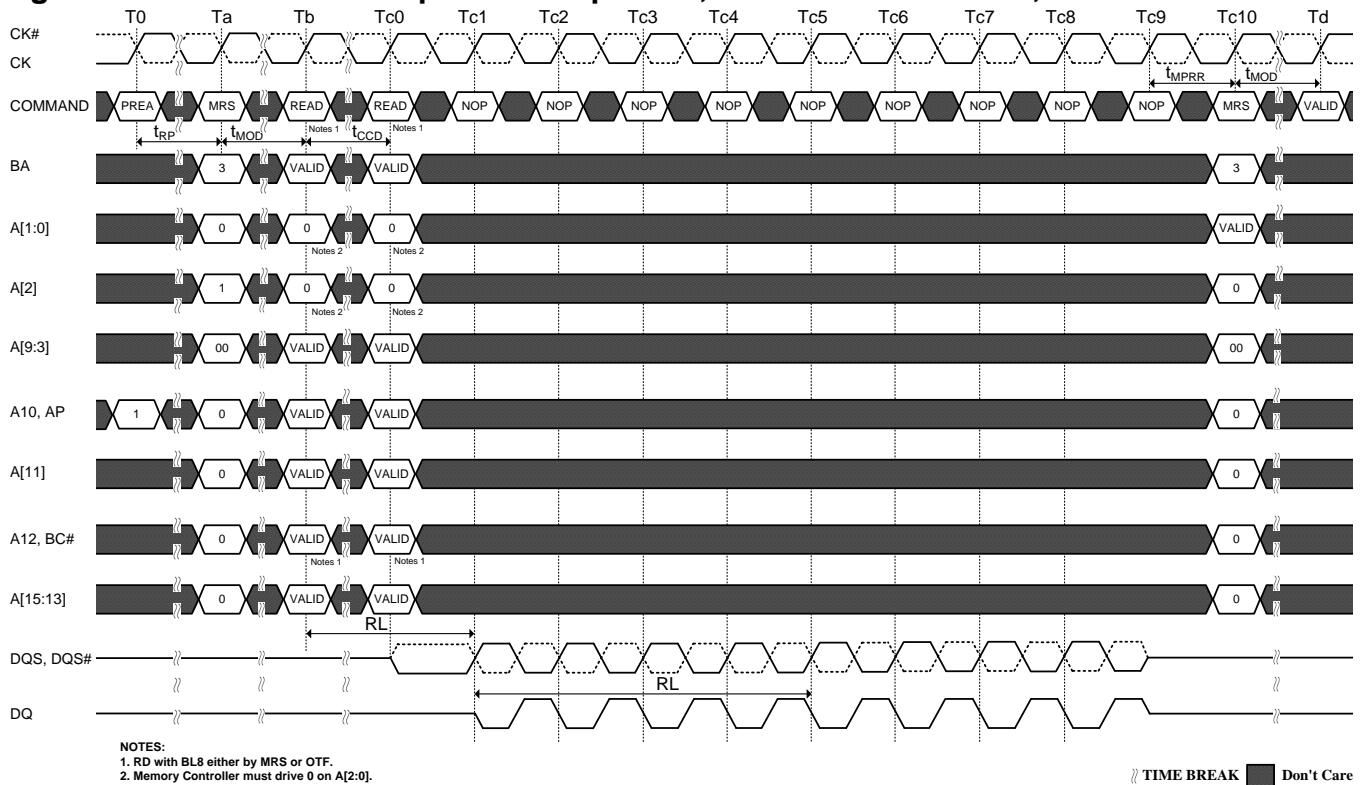 T0 Ta Tb Tc0 Tc1 Tc2 Tc3 Tc4 Tc5 Tc6 Tc7 Tc8 Tc9 Tc10 Td
CK#
CK
tMPRR tMOD
COMMAND PREA MRS READ READ NOP NOP NOP NOP NOP NOP NOP NOP NOP MRS VALID
Notes 1 Notes 1
tRP tMOD tCCD
BA 3 VALID VALID 3
A[1:0] 0 0 0 VALID
Notes 2 Notes 2
A[2] 1 0 0 0
Notes 2 Notes 2
A[9:3] 00 VALID VALID 00
A10, AP 1 0 VALID VALID 0
A[11] 0 VALID VALID 0
A12, BC# 0 VALID VALID 0
Notes 1 Notes 1
A[15:13] 0 VALID VALID 0
RL
DQS, DQS#
RL
DQ
NOTES:
1. RD with BL8 either by MRS or OTF.
2. Memory Controller must drive 0 on A[2:0].
TIME BREAK Don't Care